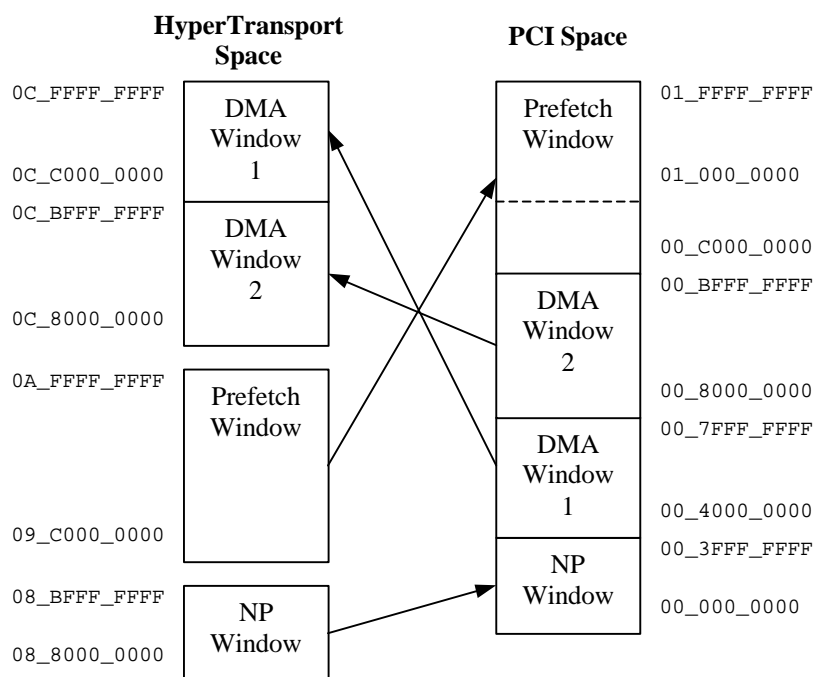 HyperTransport
Space
PCI Space
0C_FFFF_FFFF
DMA
Window
1
0C_C000_0000
0C_BFFF_FFFF
DMA
Window
2
0C_8000_0000
0A_FFFF_FFFF
Prefetch
Window
09_C000_0000
08_BFFF_FFFF
NP
Window
08_8000_0000
Prefetch
Window
01_FFFF_FFFF
01_000_0000
00_C000_0000
00_BFFF_FFFF
DMA
Window
2
00_8000_0000
00_7FFF_FFFF
DMA
Window
1
00_4000_0000
00_3FFF_FFFF
NP
Window
00_000_0000